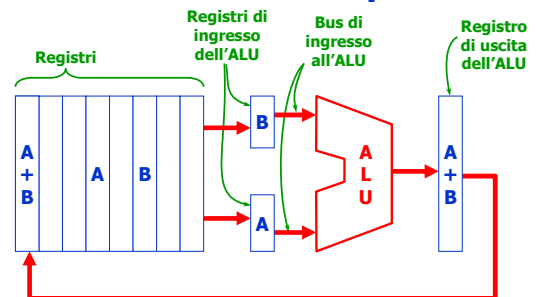 Registri di
ingresso
dell'ALU
Bus di
ingresso
all'ALU
Registro
di uscita
dell'ALU
Registri
A
+
B
A
B
B
A
A
L
U
A
+
B